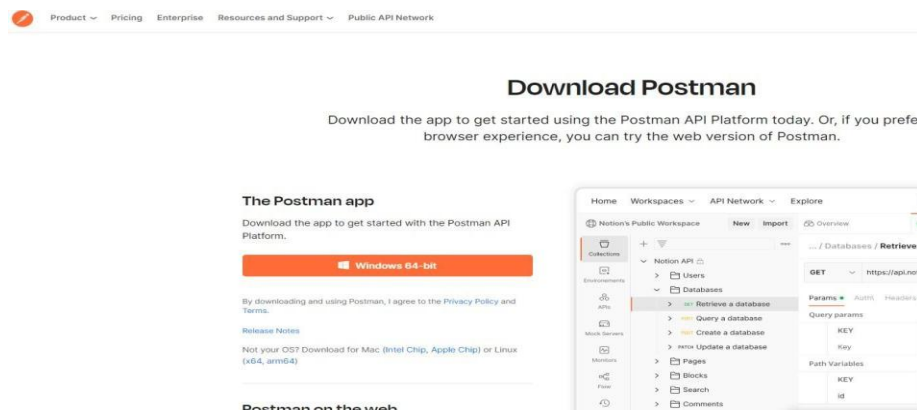 Product Pricing Enterprise Resources and Support Public API Network
Download Postman
Download the app to get started using the Postman API Platform today. Or, if you prefe
browser experience, you can try the web version of Postman.
The Postman app
Download the app to get started with the Postman API
Platform.
Windows 64-bit
By downloading and using Postman, I agree to the Privacy Policy and
Terms.
Release Notes
Not your OS? Download for Mac (Intel Chip, Apple Chip) or Linux
(x64, arm64)
Postman on the web
Home Workspaces API Network Explore
Notion's Public Workspace New Import Overview
Collections
Environments
APIs
Mock Servers
Monitors
Flow
Notion API
Users
Databases
GET Retrieve a database
POST Query a database
POST Create a database
PATCH Update a database
Pages
Blocks
Search
Comments
... / Databases / Retrieve
GET https://api.not
Params Auth Headers
Query params
KEY
Key
Path Variables
KEY
id